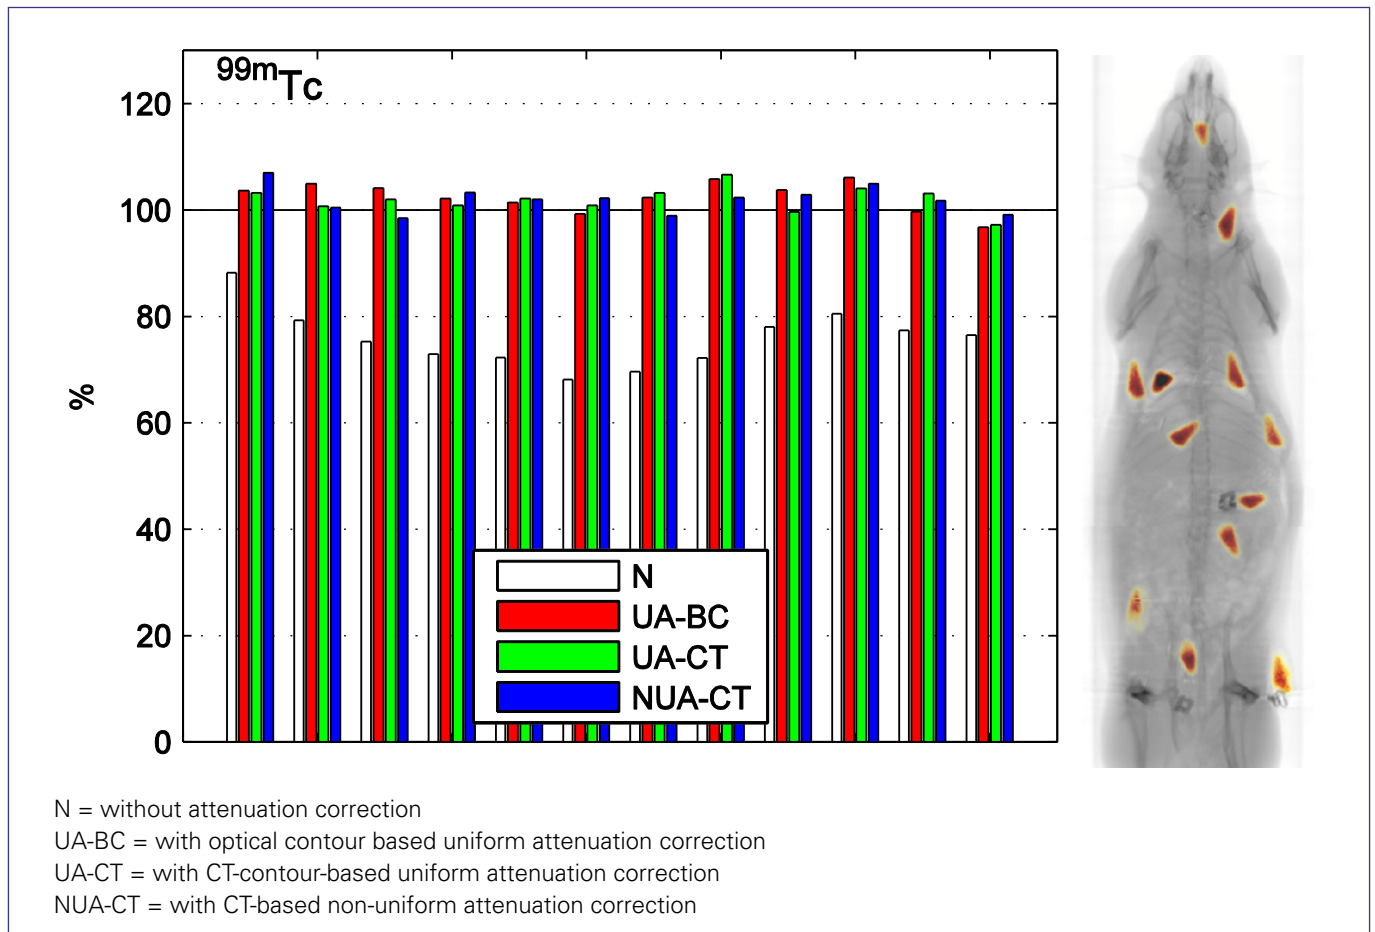 99mTc
120
100
80
60
40
20
0
%
N
UA-BC
UA-CT
NUA-CT
N = without attenuation correction
UA-BC = with optical contour based uniform attenuation correction
UA-CT = with CT-contour-based uniform attenuation correction
NUA-CT = with CT-based non-uniform attenuation correction